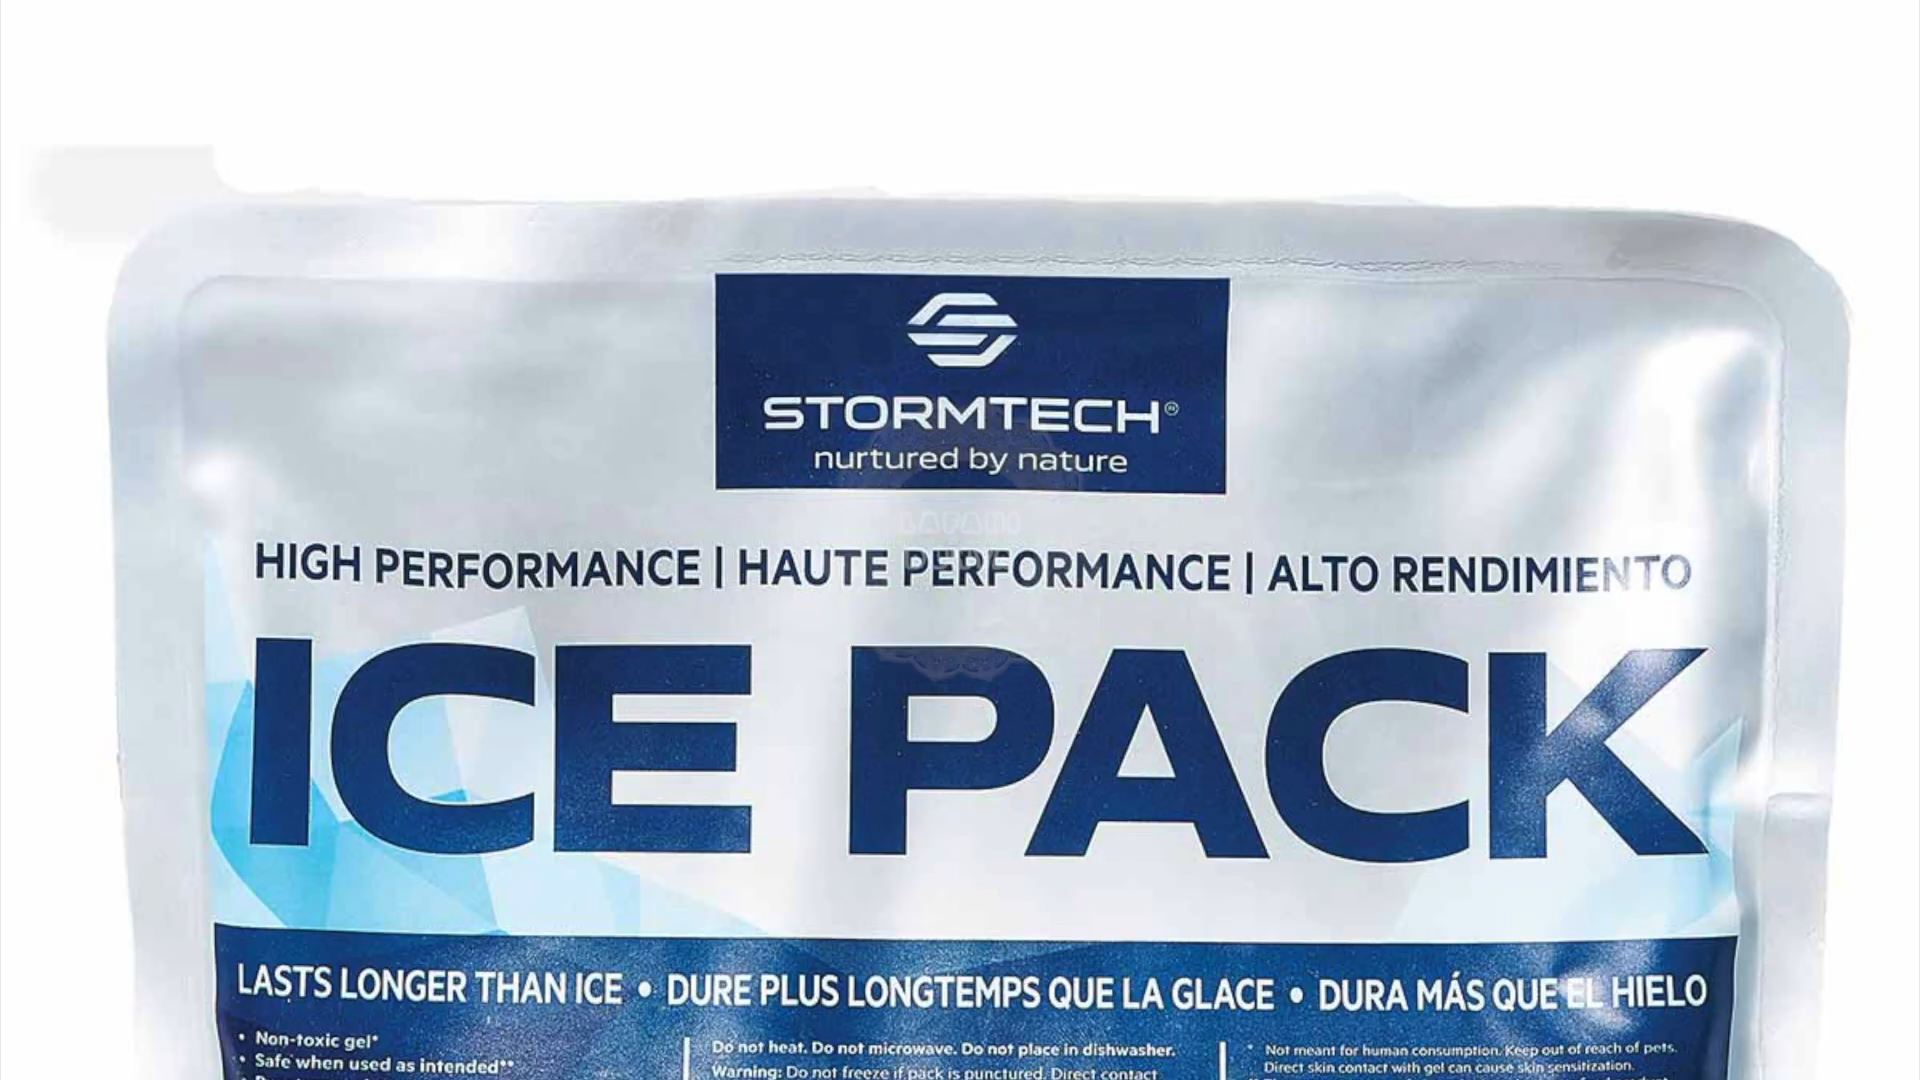 STORMTECH®
nurtured by nature
HIGH PERFORMANCE | HAUTE PERFORMANCE | ALTO RENDIMIENTO
ICE PACK
LASTS LONGER THAN ICE • DURE PLUS LONGTEMPS QUE LA GLACE • DURA MÁS QUE EL HIELO
• Non-toxic gel*
• Safe when used as intended**
Do not heat. Do not microwave. Do not place in dishwasher.
Warning: Do not freeze if pack is punctured. Direct contact
* Not meant for human consumption. Keep out of reach of pets.
Direct skin contact with gel can cause skin sensitization.